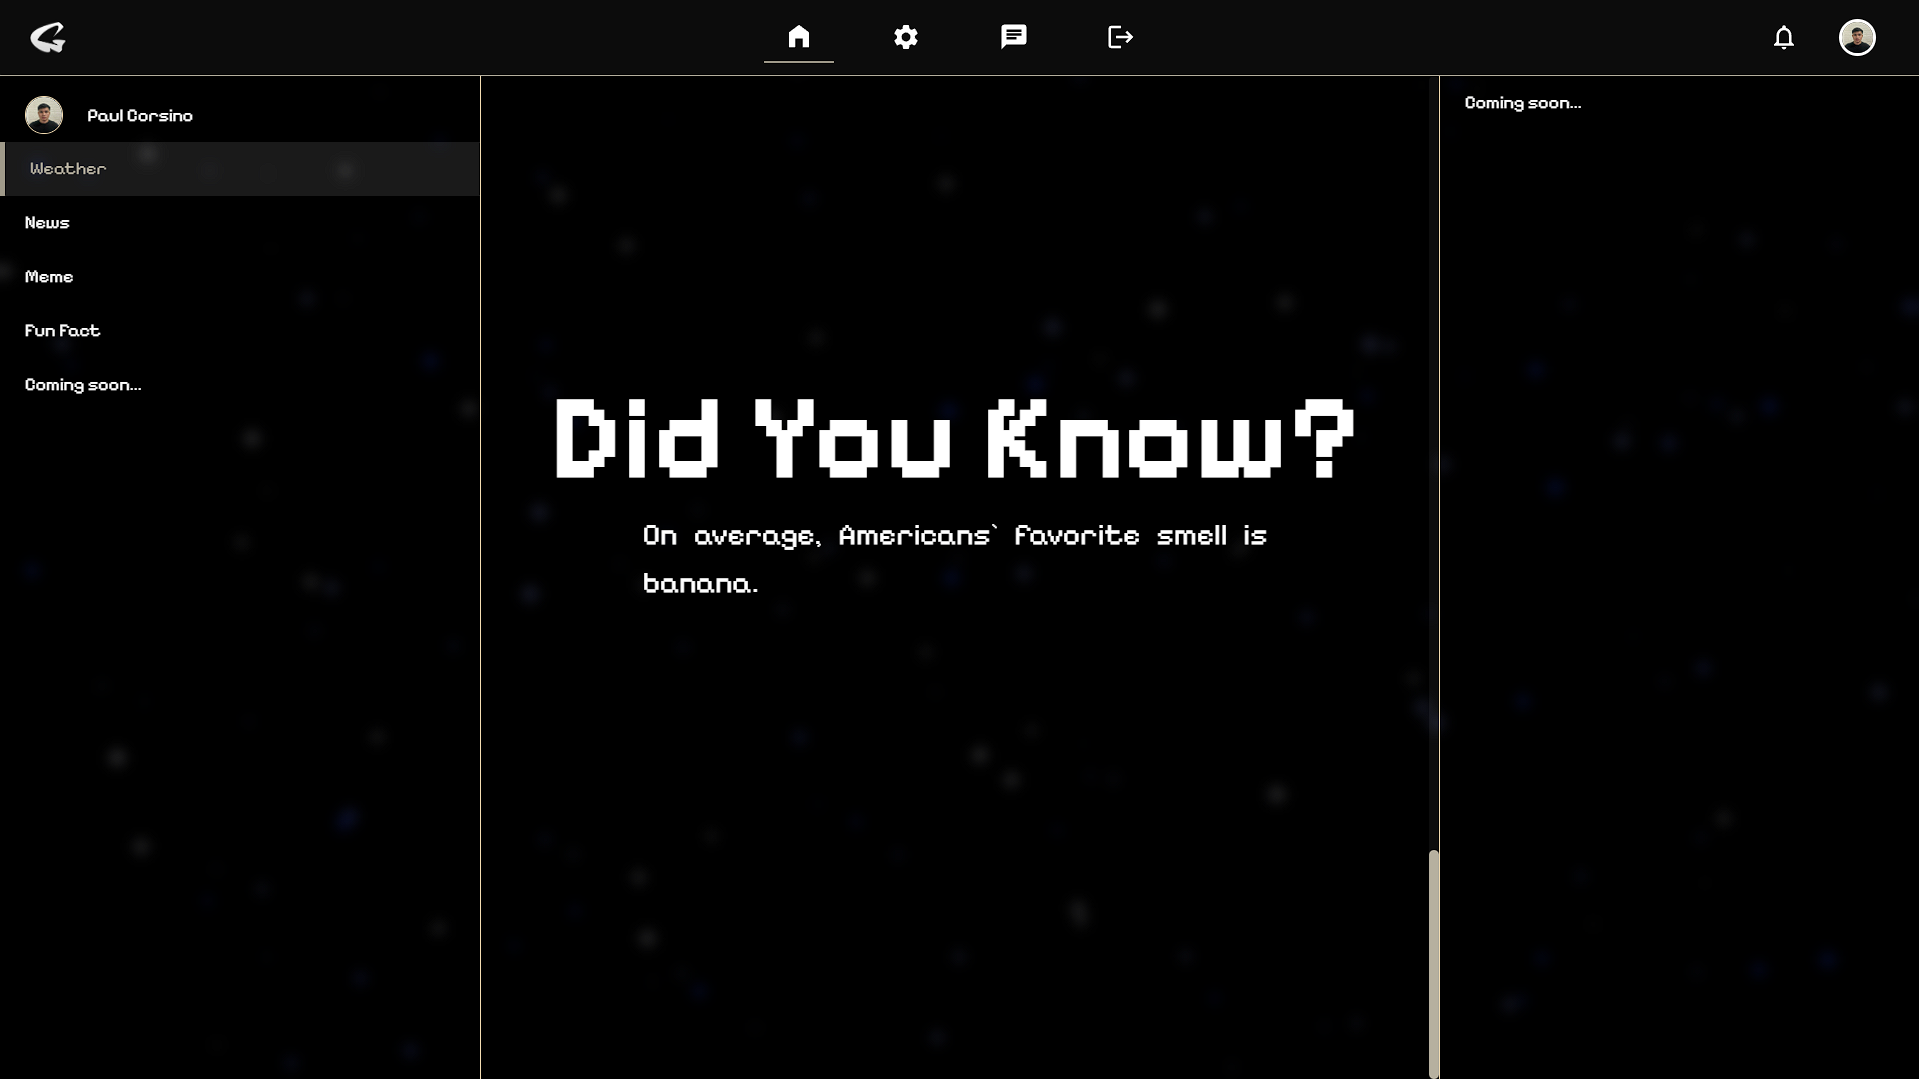 Paul Corsino
Weather
News
Meme
Fun Fact
Coming soon...
Did You Know?
On average, Americans` favorite smell is
banana.
Coming soon...